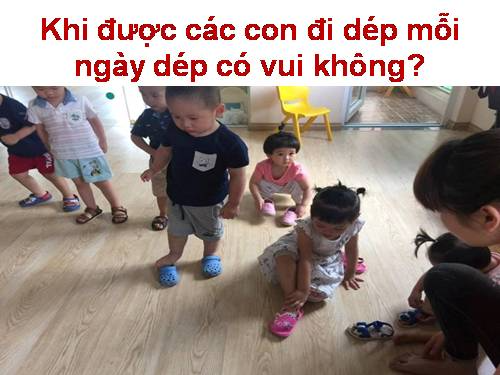 Khi được các con đi dép mỗi
ngày dép có vui không?